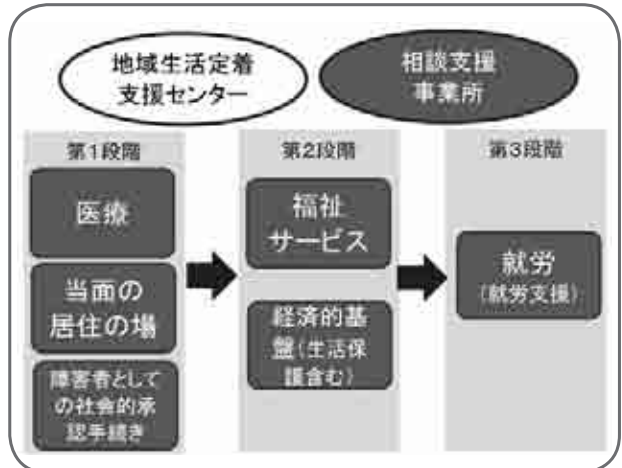 地域生活定着
支援センター
相談支援
事業所
第1段階
医療
当面の
居住の場
障害者として
の社会的承
認手続き
第2段階
福祉
サービス
経済的基
盤(生活保
護含む)
第3段階
就労
(就労支援)